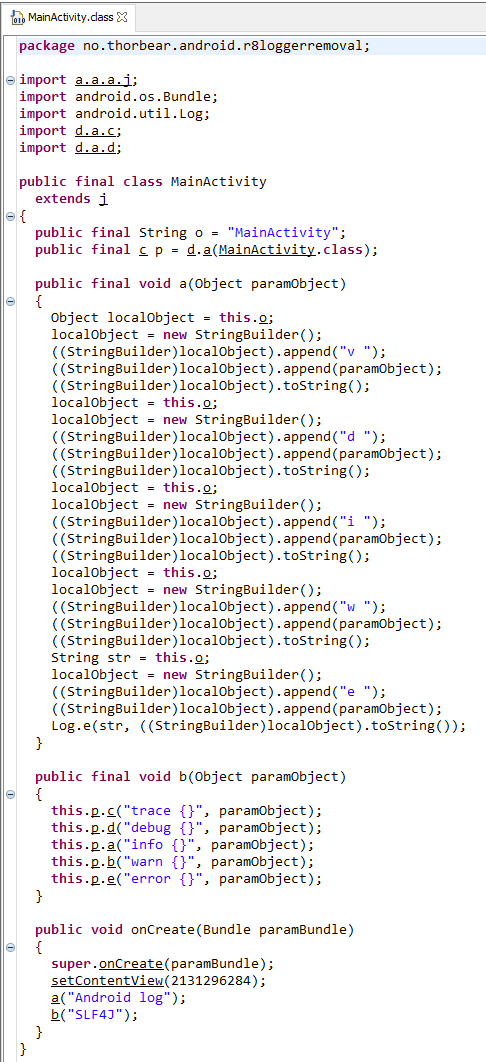 MainActivity.class
package no.thorbear.android.r8loggerremoval;
import a.a.a.j;
import android.os.Bundle;
import android.util.Log;
import d.a.c;
import d.a.d;
public final class MainActivity
extends j
{
public final String o = "MainActivity";
public final c p = d.a(MainActivity.class);
public final void a(Object paramObject)
{
Object localObject = this.o;
localObject = new StringBuilder();
((StringBuilder)localObject).append("v ");
((StringBuilder)localObject).append(paramObject);
((StringBuilder)localObject).toString();
localObject = this.o;
localObject = new StringBuilder();
((StringBuilder)localObject).append("d ");
((StringBuilder)localObject).append(paramObject);
((StringBuilder)localObject).toString();
localObject = this.o;
localObject = new StringBuilder();
((StringBuilder)localObject).append("i ");
((StringBuilder)localObject).append(paramObject);
((StringBuilder)localObject).toString();
localObject = this.o;
localObject = new StringBuilder();
((StringBuilder)localObject).append("w ");
((StringBuilder)localObject).append(paramObject);
((StringBuilder)localObject).toString();
String str = this.o;
localObject = new StringBuilder();
((StringBuilder)localObject).append("e ");
((StringBuilder)localObject).append(paramObject);
Log.e(str, ((StringBuilder)localObject).toString());
}
public final void b(Object paramObject)
{
this.p.c("trace {}", paramObject);
this.p.d("debug {}", paramObject);
this.p.a("info {}", paramObject);
this.p.b("warn {}", paramObject);
this.p.e("error {}", paramObject);
}
public void onCreate(Bundle paramBundle)
{
super.onCreate(paramBundle);
setContentView(2131296284);
a("Android log");
b("SLF4J");
}
}